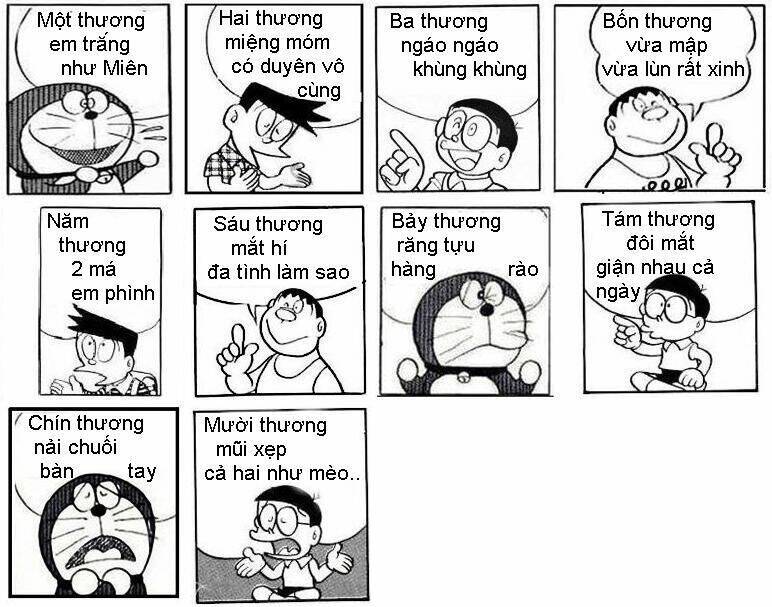 Một thương
em trắng
như Miên
Hai thương
miệng móm
có duyên vô
cùng
Ba thương
ngáo ngáo
khùng khùng
Bốn thương
vừa mập
vừa lùn rất xinh
Năm
thương
2 má
em phình
Sáu thương
mắt hí
đa tình làm sao
Bảy thương
răng tựu
hàng rào
Tám thương
đôi mắt
giận nhau cả
ngày
Chín thương
nải chuối
bàn tay
Mười thương
mũi xẹp
cả hai như mèo..